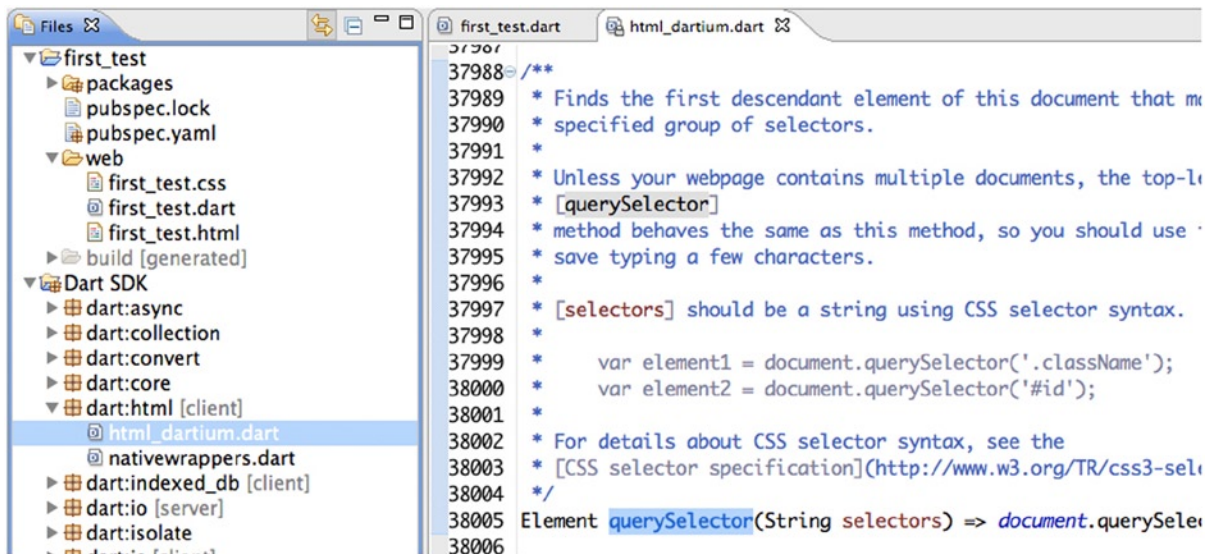 Files
first_test
packages
pubspec.lock
pubspec.yaml
web
first_test.css
first_test.dart
first_test.html
build [generated]
Dart SDK
dart:async
dart:collection
dart:convert
dart:core
dart:html [client]
html_dartium.dart
nativewrappers.dart
dart:indexed_db [client]
dart:io [server]
dart:isolate
first_test.dart html_dartium.dart
37987
37988 /**
37989 * Finds the first descendant element of this document that
37990 * specified group of selectors.
37991 *
37992 * Unless your webpage contains multiple documents, the
37993 * [querySelector]
37994 * method behaves the same as this method, so you should use
37995 * save typing a few characters.
37996 *
37997 * [selectors] should be a string using CSS selector syntax.
37998 *
37999 * var element1 = document.querySelector('.className');
38000 * var element2 = document.querySelector('#id');
38001 *
38002 * For details about CSS selector syntax, see the
38003 * [CSS selector specification](http://www.w3.org/TR/css3-sel
38004 */
38005 Element querySelector(String selectors) => document.querySele
38006